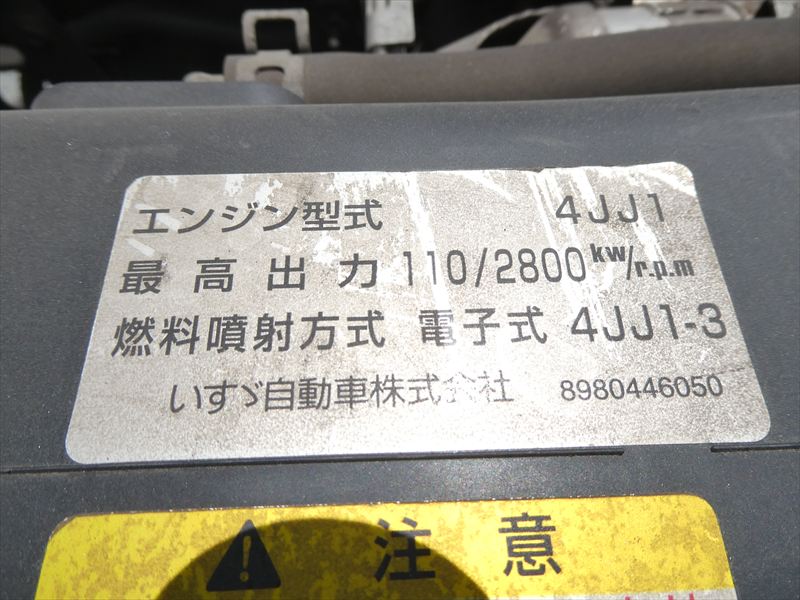 エンジン型式 4JJ1
最高出力 110/2800 kw/r.p.m
燃料噴射方式 電子式 4JJ1-3
いすゞ自動車株式会社 8980446050
注意